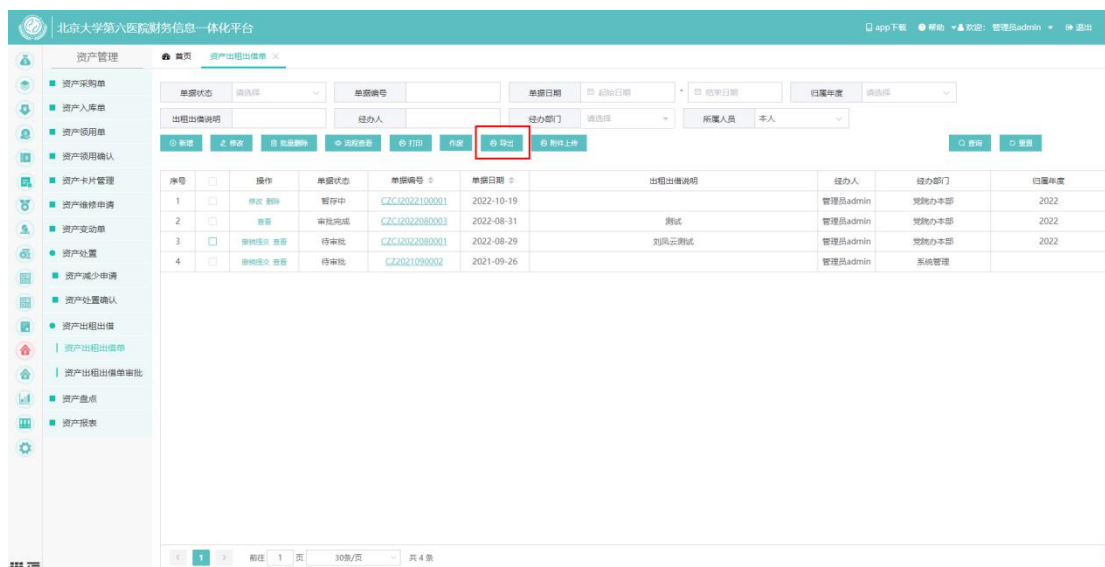 北京大学第六医院财务信息一体化平台
app下载 帮助 欢迎: 管理员admin 退出
资产管理
首页 资产出租出借单 ×
资产采购单
资产入库单
资产领用单
资产领用确认
资产卡片管理
资产维修申请
资产变动单
资产处置
资产减少申请
资产处置确认
资产出租出借
资产出租出借单
资产出租出借单审批
资产盘点
资产报表
单据状态 请选择 单据编号 单据日期 起始日期 - 结束日期 归属年度 请选择
出租出借说明 经办人 经办部门 请选择 所属人员 本人
新增 修改 批量删除 流程查看 打印 作废 导出 附件上传 查询 重置
序号 操作 单据状态 单据编号 单据日期 出租出借说明 经办人 经办部门 归属年度
1 修改 删除 暂存中 CZCJ2022100001 2022-10-19 管理员admin 党院办本部 2022
2 查看 审批完成 CZCJ2022080003 2022-08-31 测试 管理员admin 党院办本部 2022
3 撤销提交 查看 待审批 CZCJ2022080001 2022-08-29 刘凤云测试 管理员admin 党院办本部 2022
4 撤销提交 查看 待审批 CZ2021090002 2021-09-26 管理员admin 系统管理
< 1 > 前往 1 页 30条/页 共 4 条